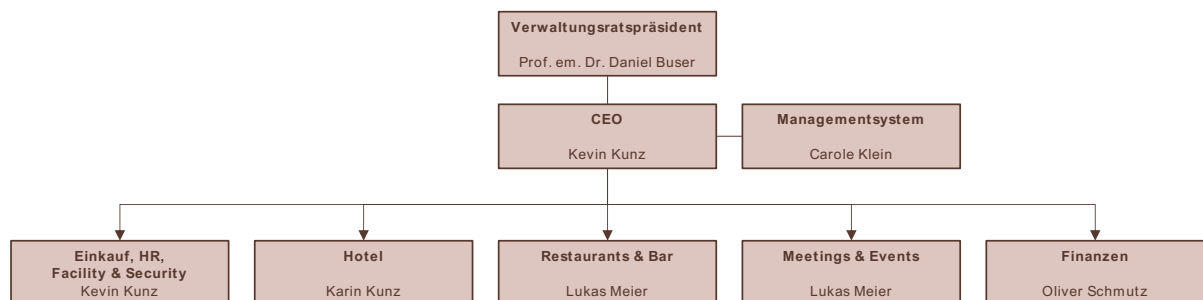 Verwaltungsratspräsident
Prof. em. Dr. Daniel Buser
CEO
Kevin Kunz
Managementsystem
Carole Klein
Einkauf, HR,
Facility & Security
Kevin Kunz
Hotel
Karin Kunz
Restaurants & Bar
Lukas Meier
Meetings & Events
Lukas Meier
Finanzen
Oliver Schmutz